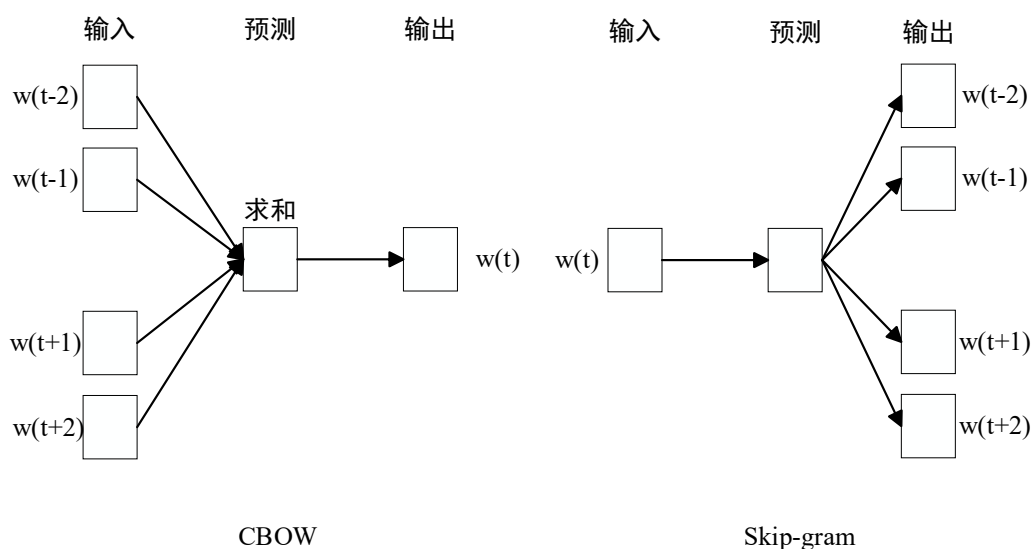 输入 预测 输出
w(t-2)
w(t-1)
求和
w(t)
w(t+1)
w(t+2)
CBOW
输入 预测 输出
w(t-2)
w(t-1)
w(t)
w(t+1)
w(t+2)
Skip-gram